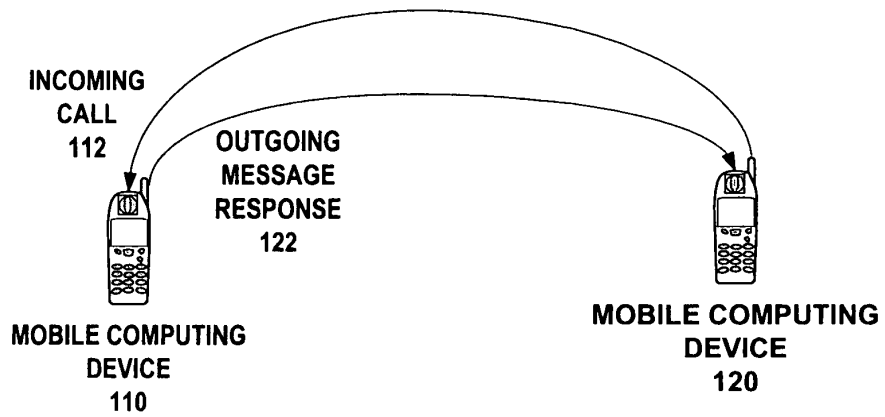 INCOMING
CALL
112
OUTGOING
MESSAGE
RESPONSE
122
MOBILE COMPUTING
DEVICE
110
MOBILE COMPUTING
DEVICE
120